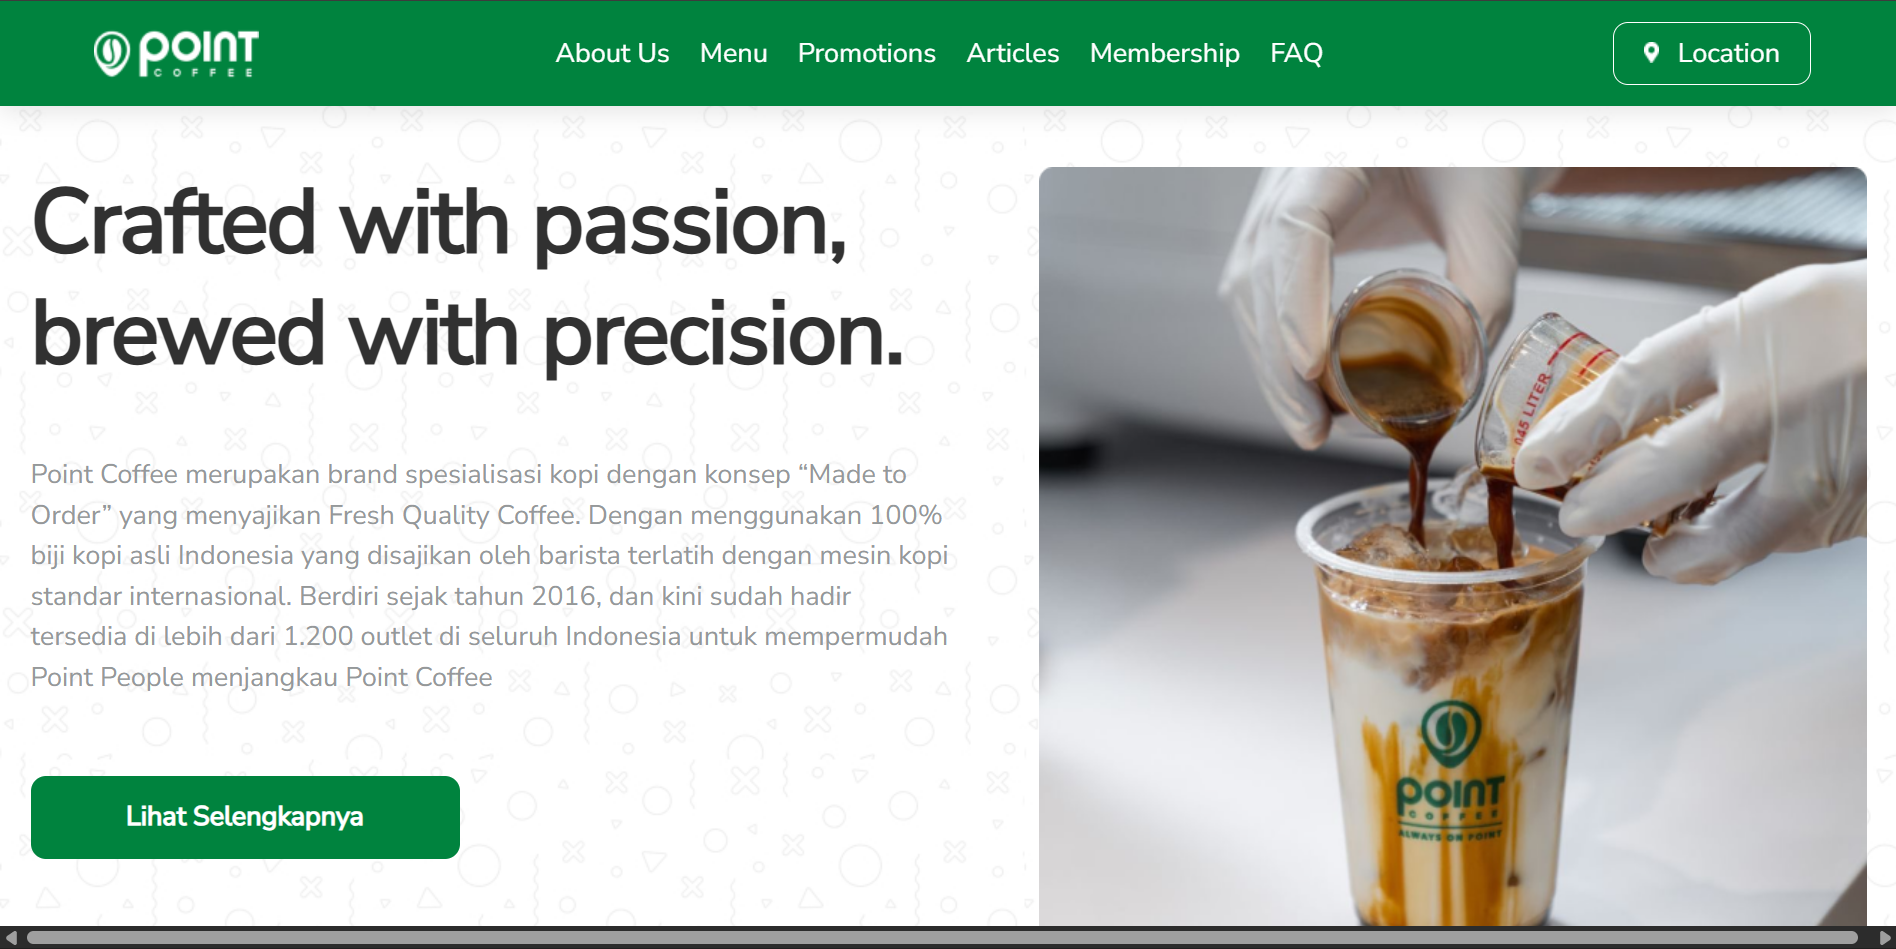 POINT
COFFEE
About Us
Menu
Promotions
Articles
Membership
FAQ
Location
Crafted with passion,
brewed with precision.
Point Coffee merupakan brand spesialisasi kopi dengan konsep “Made to
Order” yang menyajikan Fresh Quality Coffee. Dengan menggunakan 100%
biji kopi asli Indonesia yang disajikan oleh barista terlatih dengan mesin kopi
standar internasional. Berdiri sejak tahun 2016, dan kini sudah hadir
tersedia di lebih dari 1.200 outlet di seluruh Indonesia untuk mempermudah
Point People menjangkau Point Coffee
Lihat Selengkapnya
045 LITER
POINT
COFFEE
ALWAYS ON POINT